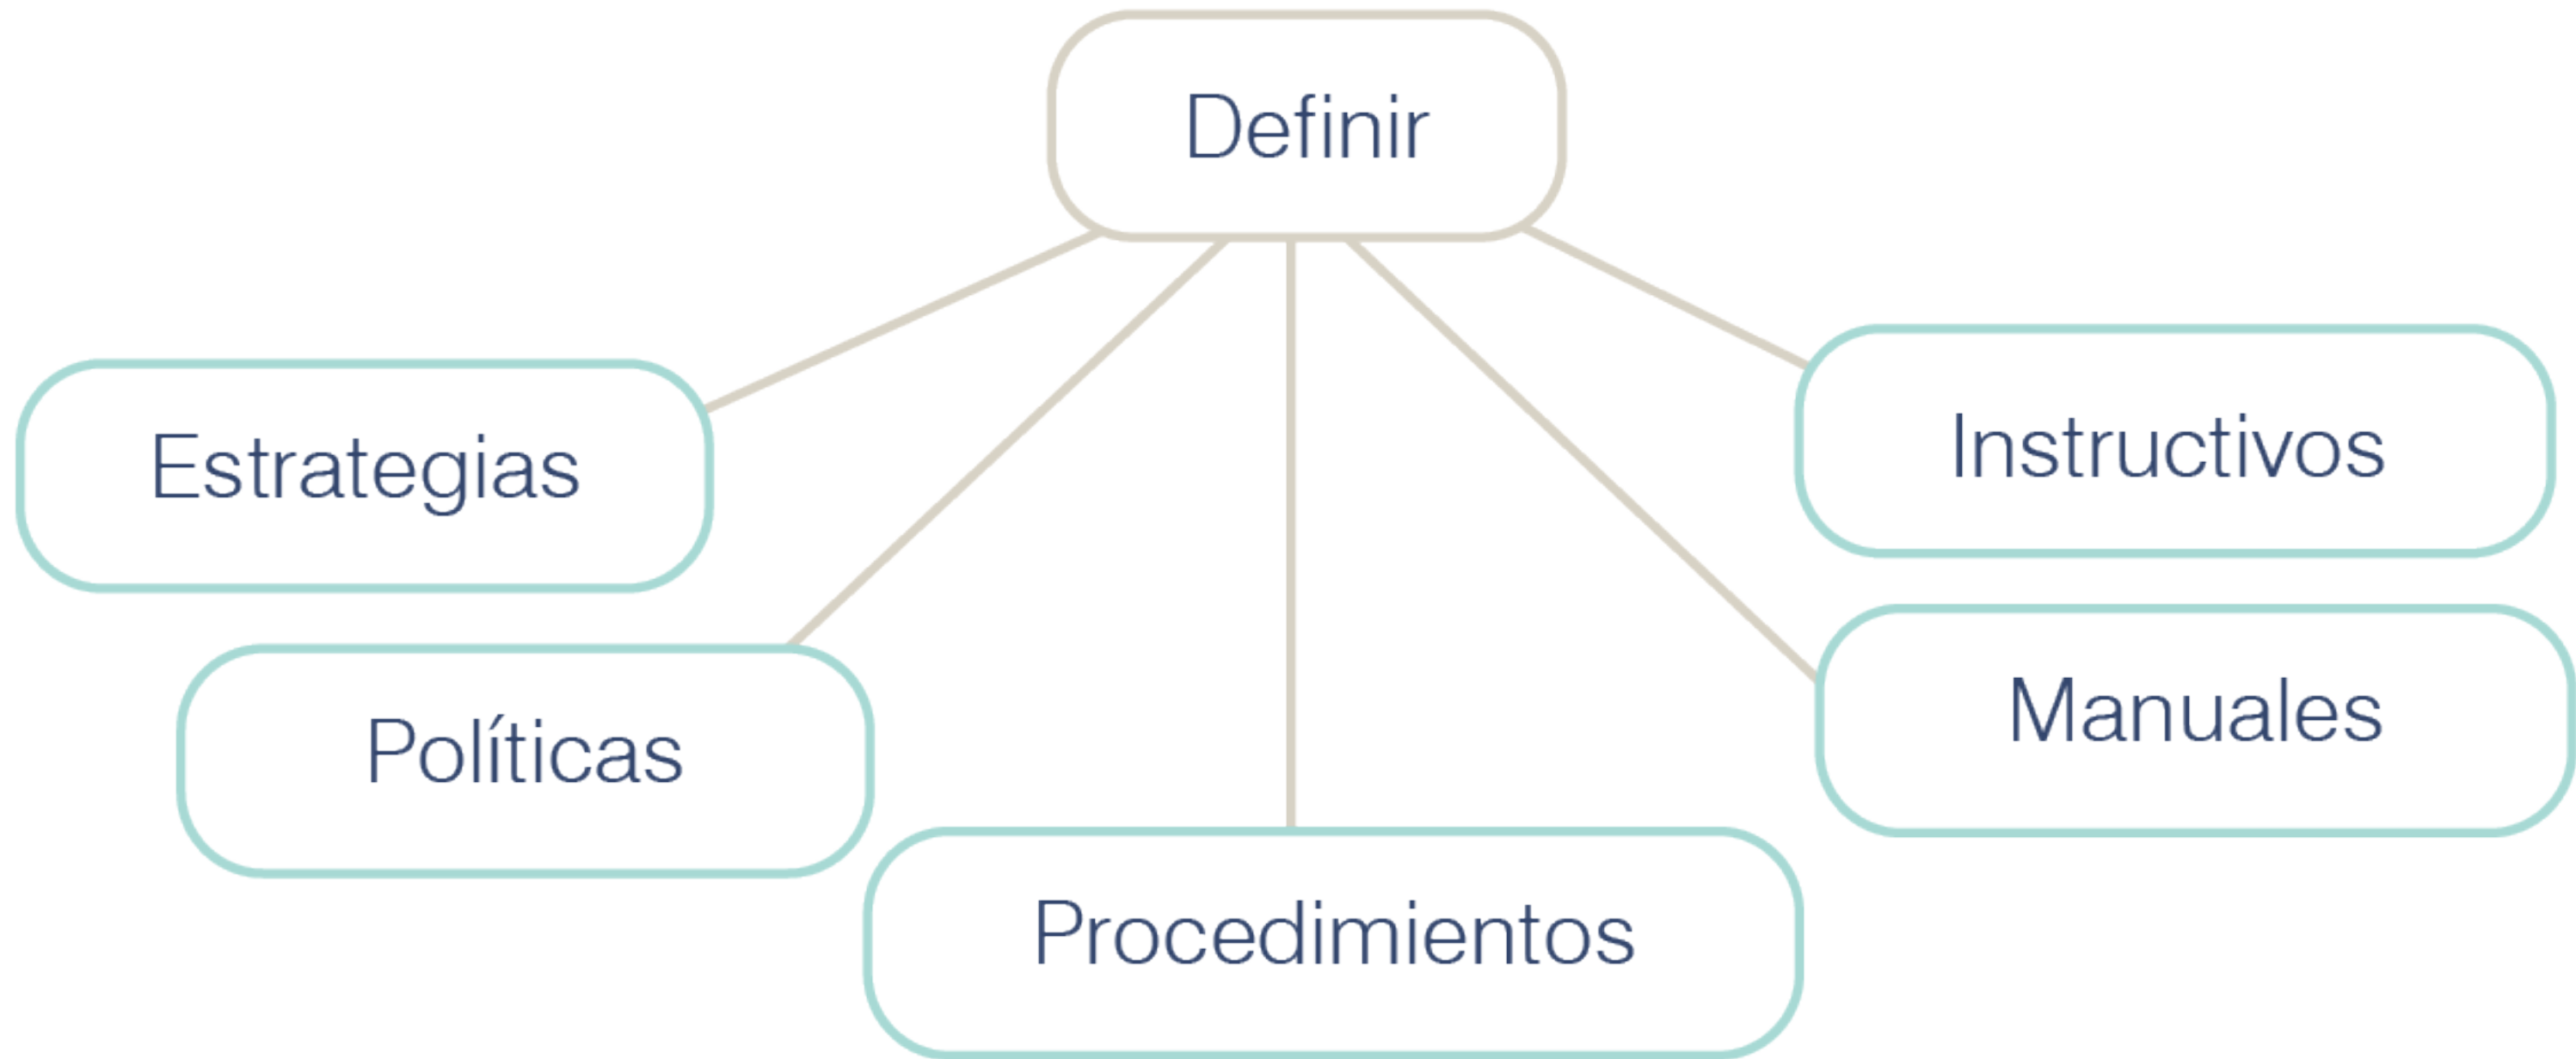 Definir
Estrategias
Políticas
Procedimientos
Manuales
Instructivos